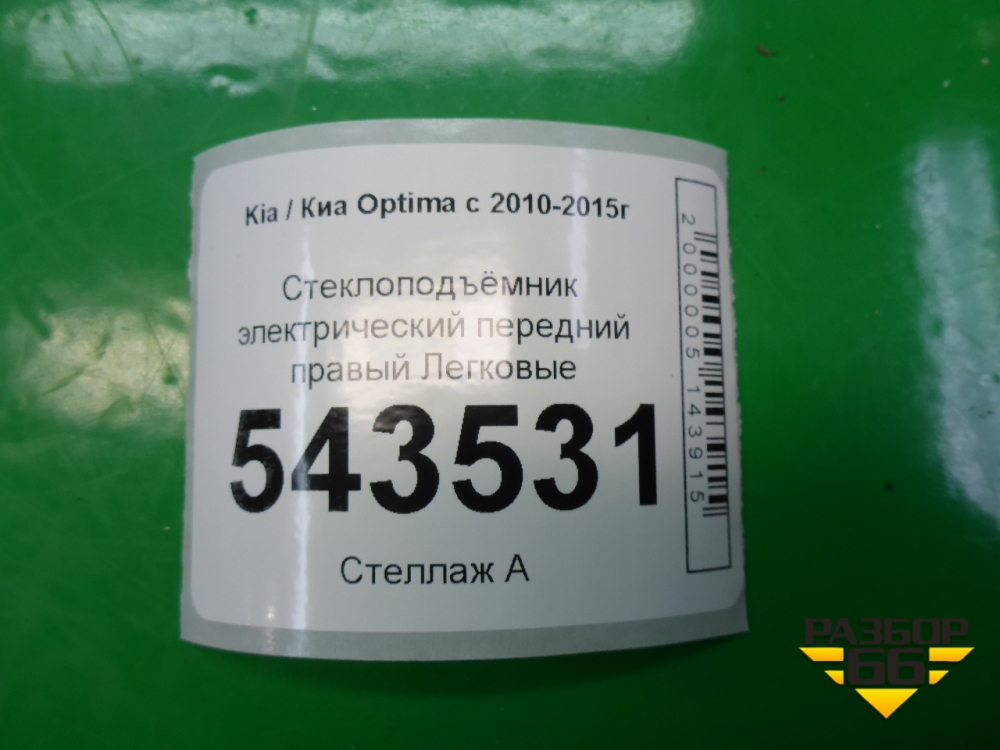 Kia / Киа Optima с 2010-2015г
Стеклоподъёмник
электрический передний
правый Легковые
543531
Стеллаж А
2000005143915
РАЗБОР
66